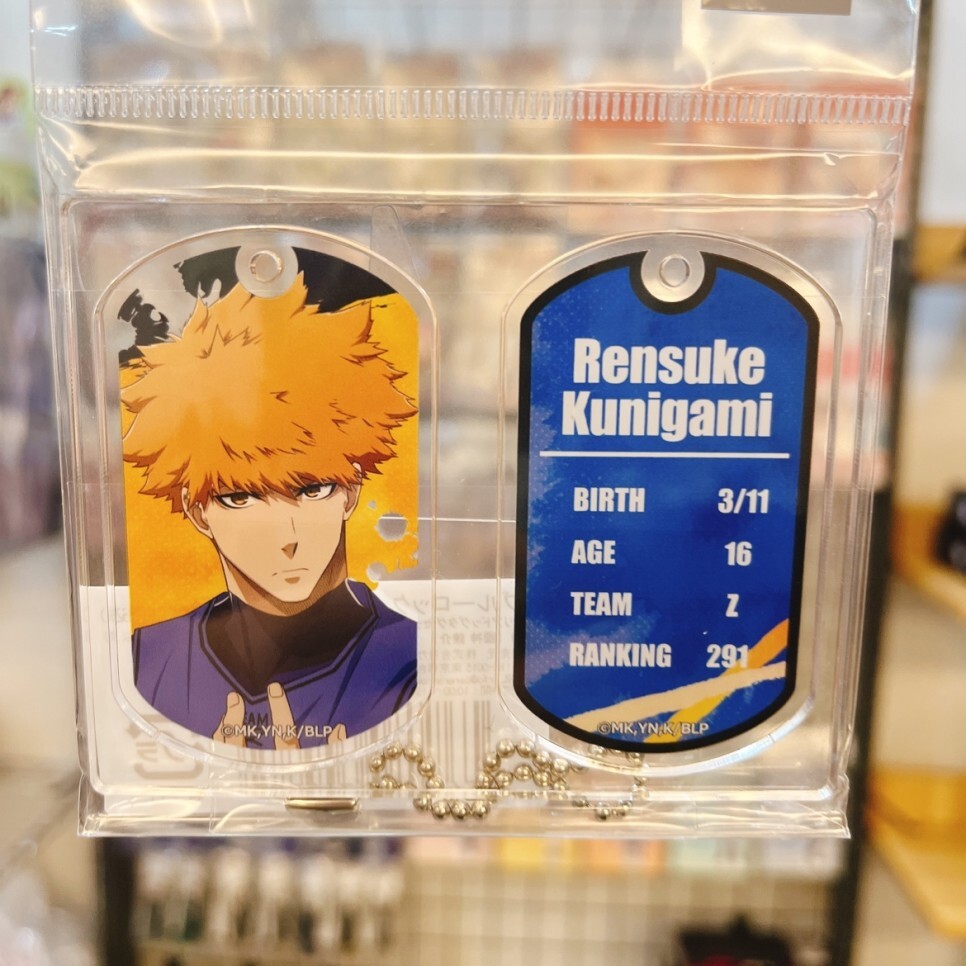 Rensuke
Kunigami
BIRTH 3/11
AGE 16
TEAM Z
RANKING 291
©MK,YN,K/BLP
©MK,YN,K/BLP